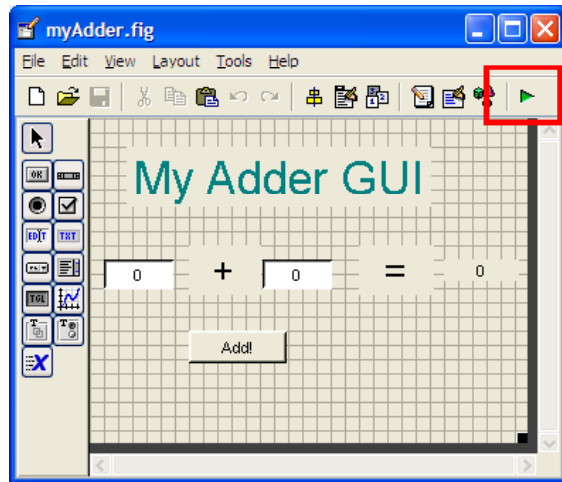 myAdder.fig
File Edit View Layout Tools Help
OK
EDIT TXT
TGL
My Adder GUI
0 + 0 = 0
Add!